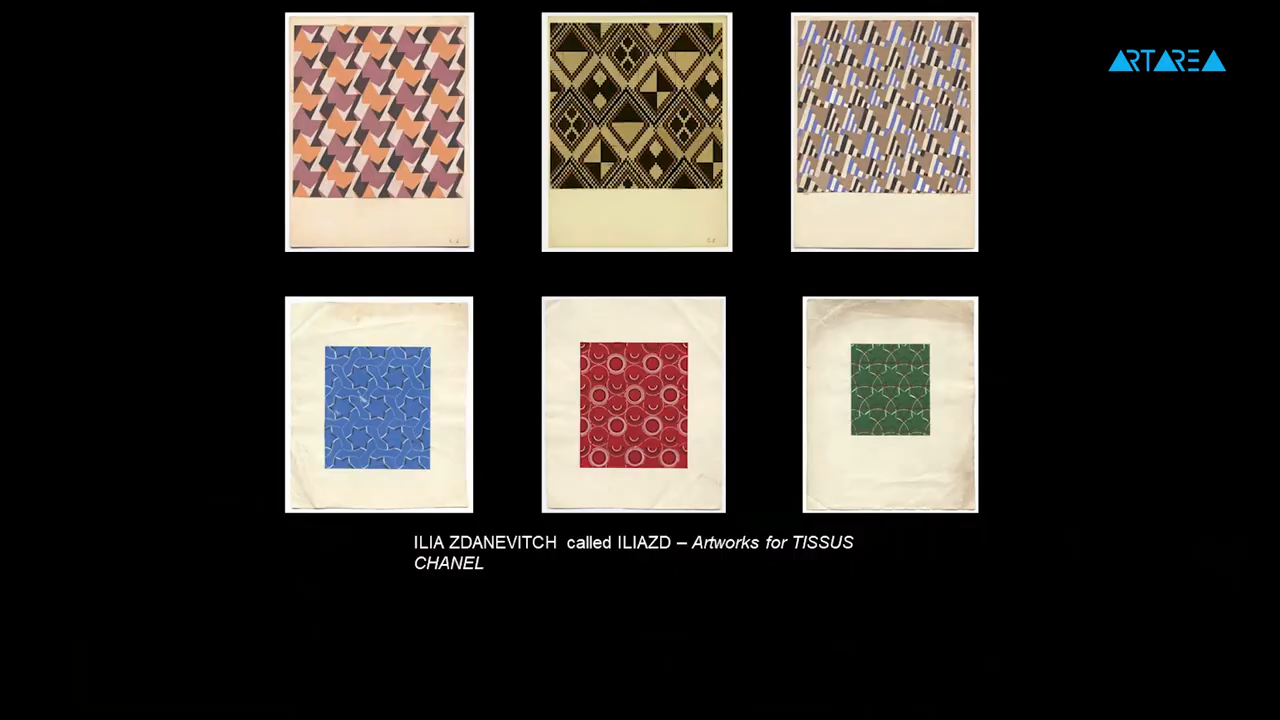 ARTAREA
ILIA ZDANEVITCH called ILIAZD – Artworks for TISSUS
CHANEL